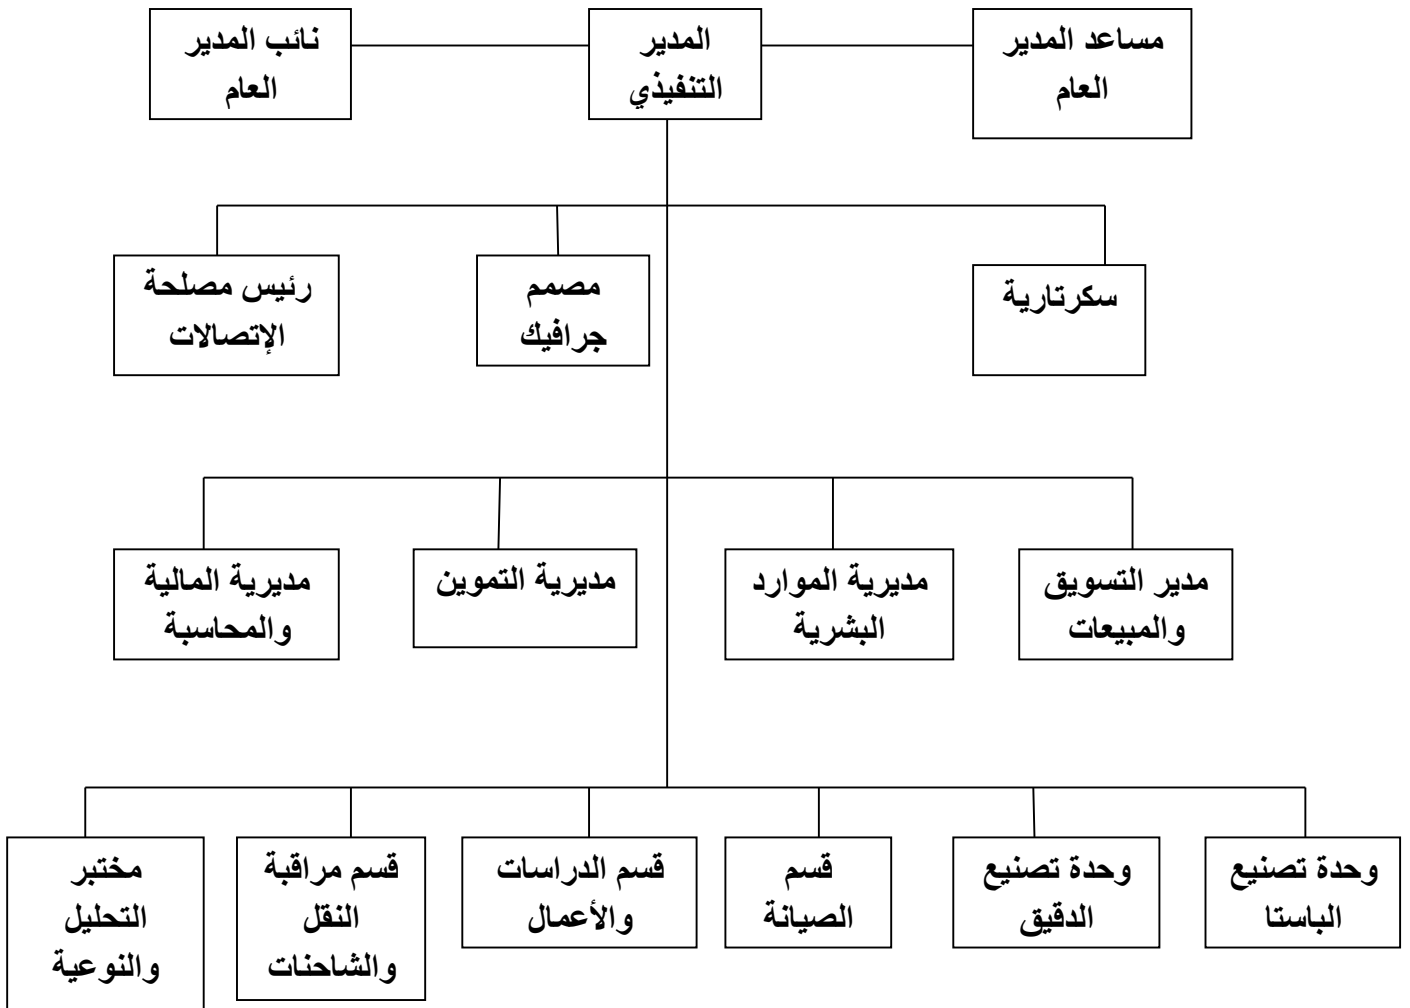 مساعد المدير
العام
المدير
التنفيذي
نائب المدير
العام
سكرتارية
مصمم
جرافيك
رئيس مصلحة
الإتصالات
مدير التسويق
والمبيعات
مديرية الموارد
البشرية
مديرية التموين
مديرية المالية
والمحاسبة
وحدة تصنيع
الباستا
وحدة تصنيع
الدقيق
قسم
الصيانة
قسم الدراسات
والأعمال
قسم مراقبة
النقل
والشاحنات
مختبر
التحليل
والنوعية